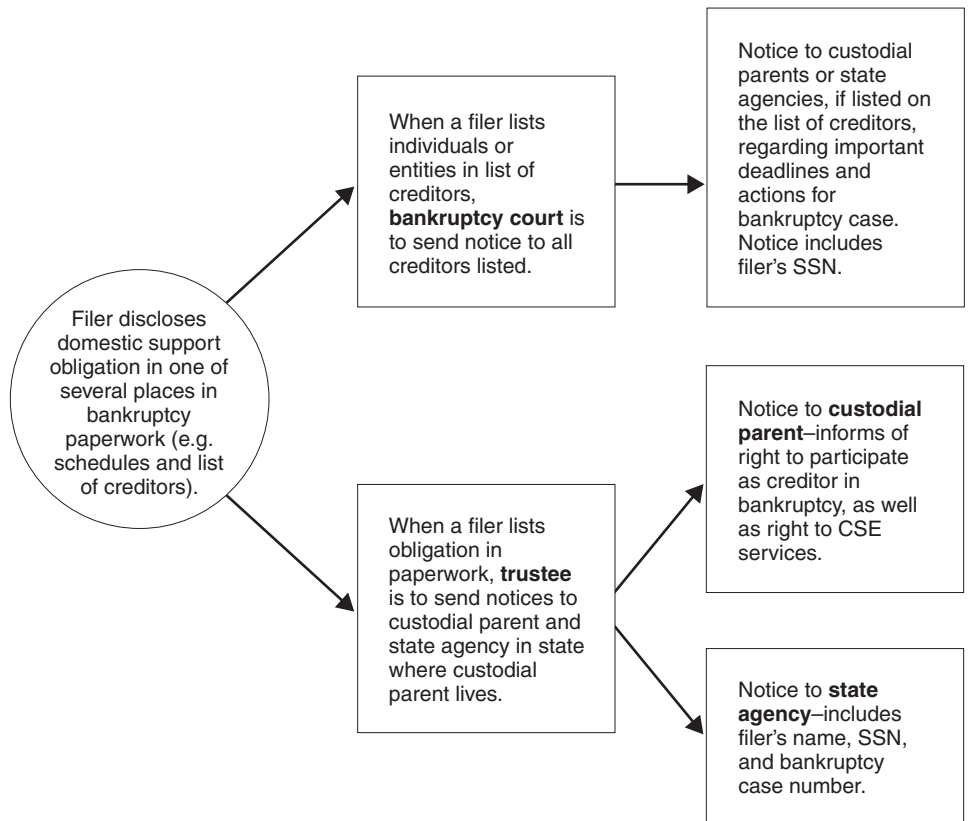 Filer discloses
domestic support
obligation in one of
several places in
bankruptcy
paperwork (e.g.
schedules and list
of creditors).
When a filer lists
individuals or
entities in list of
creditors,
bankruptcy court is
to send notice to all
creditors listed.
Notice to custodial
parents or state
agencies, if listed on
the list of creditors,
regarding important
deadlines and
actions for
bankruptcy case.
Notice includes
filer's SSN.
When a filer lists
obligation in
paperwork, trustee
is to send notices to
custodial parent and
state agency in state
where custodial
parent lives.
Notice to custodial
parent–informs of
right to participate
as creditor in
bankruptcy, as well
as right to CSE
services.
Notice to state
agency–includes
filer's name, SSN,
and bankruptcy
case number.